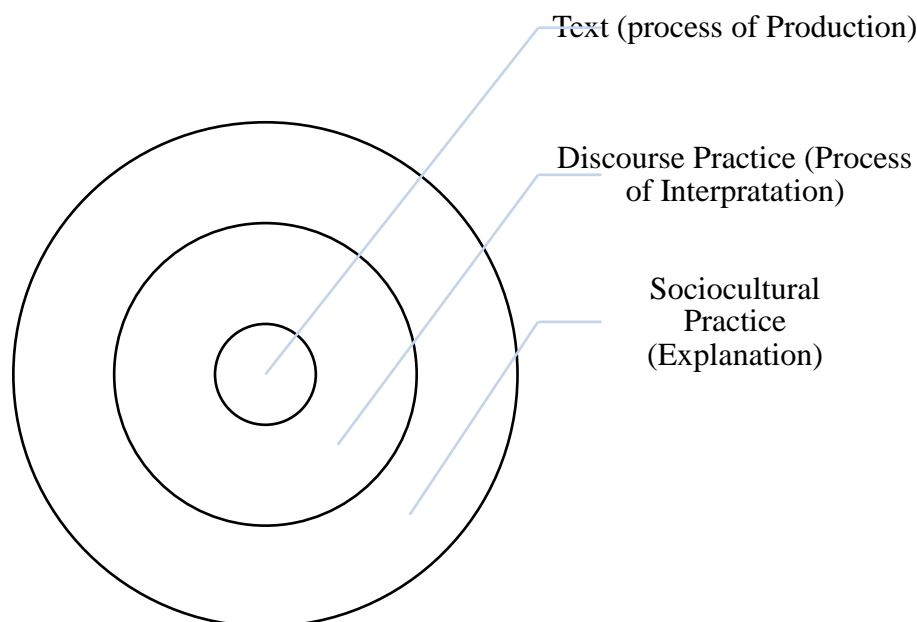 Text (process of Production)
Discourse Practice (Process
of Interpratation)
Sociocultural
Practice
(Explanation)